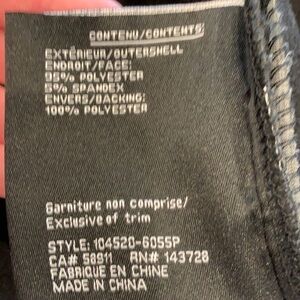 CONTENU/CONTENTS
EXTÉRIEUR/OUTERSHELL
ENDROIT/FACE:
95% POLYESTER
5% SPANDEX
ENVERS/BACKING:
100% POLYESTER
Garniture non comprise/
Exclusive of trim
STYLE: 104520-6055P
CA# 58911 RN# 143728
FABRIQUE EN CHINE
MADE IN CHINA